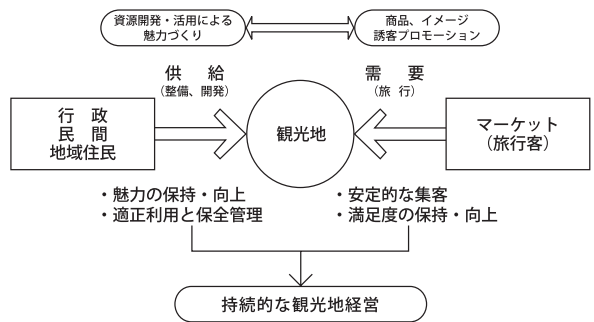 資源開発・活用による
魅力づくり
商品、イメージ
誘客プロモーション
供　給
（整備、開発）
需　要
（旅　行）
行　政
民　間
地域住民
観光地
マーケット
（旅行客）
・魅力の保持・向上
・適正利用と保全管理
・安定的な集客
・満足度の保持・向上
持続的な観光地経営